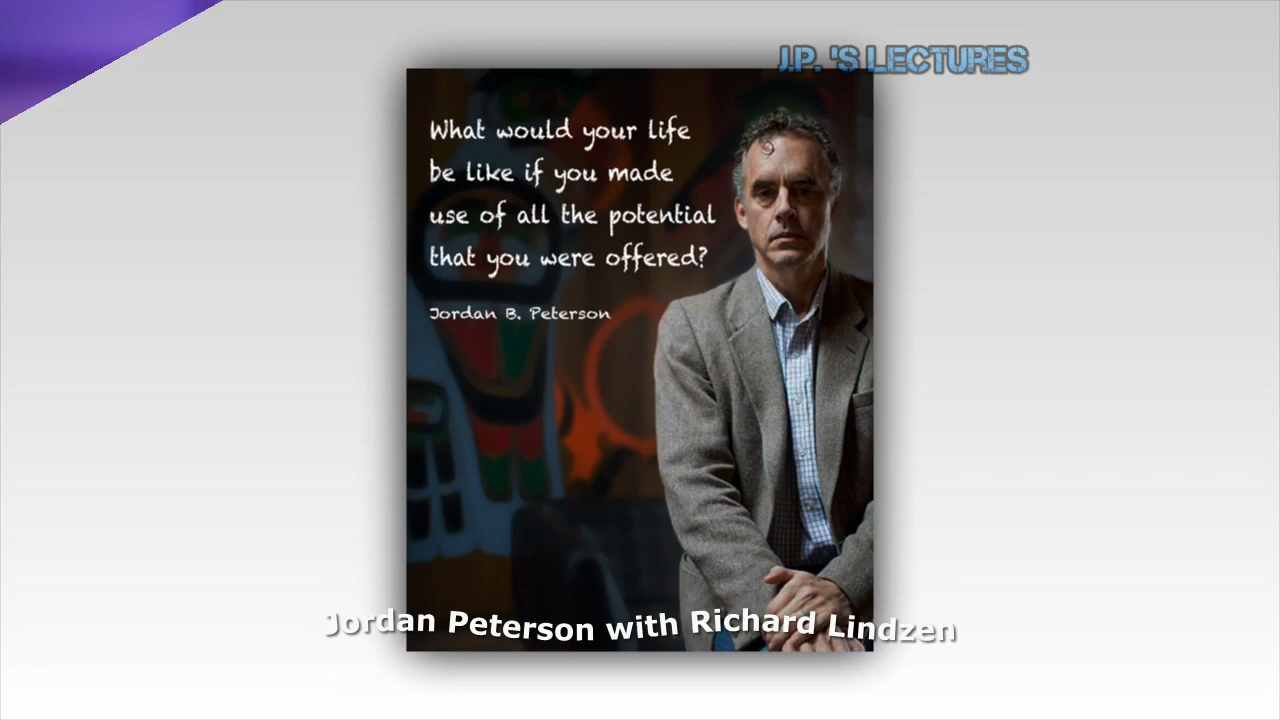 J.P. 'S LECTURES
What would your life
be like if you made
use of all the potential
that you were offered?
Jordan B. Peterson
Jordan Peterson with Richard Lindzen